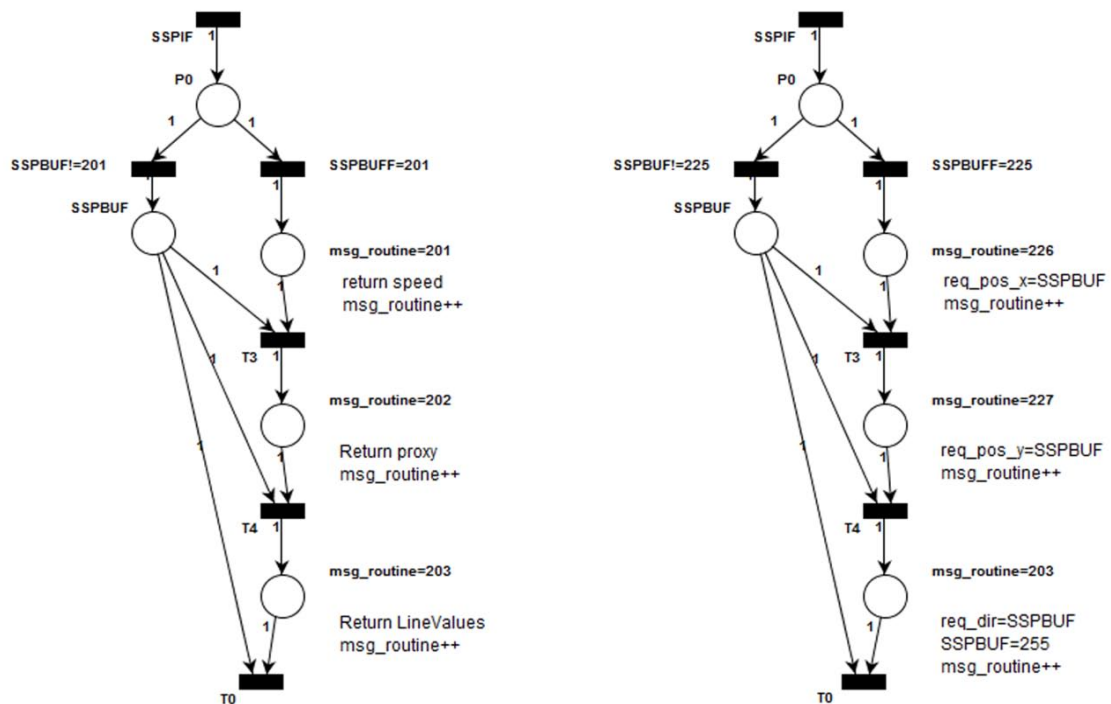 SSPIF
1
P0
1
1
SSPBUF!=201
SSPBUFF=201
1
1
SSPBUF
msg_routine=201
1
return speed
1
msg_routine++
T3
1
1
msg_routine=202
1
Return proxy
1
msg_routine++
T4
1
msg_routine=203
1
Return LineValues
msg_routine++
T0
SSPIF
1
P0
1
1
SSPBUF!=225
SSPBUFF=225
1
1
SSPBUF
msg_routine=226
1
req_pos_x=SSPBUF
1
msg_routine++
T3
1
1
msg_routine=227
1
req_pos_y=SSPBUF
1
msg_routine++
T4
1
msg_routine=203
1
req_dir=SSPBUF
SSPBUF=255
msg_routine++
T0